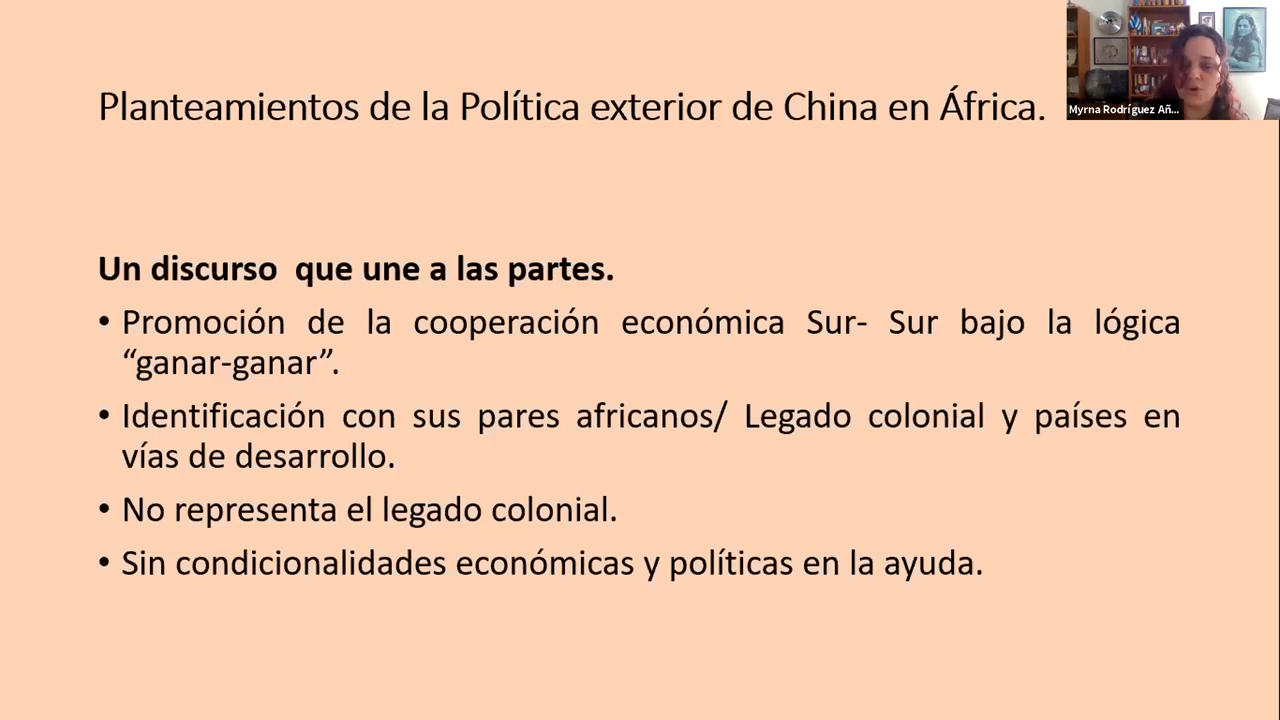 Planteamientos de la Política exterior de China en África.
Myrna Rodríguez Añ...
Un discurso que une a las partes.
• Promoción de la cooperación económica Sur- Sur bajo la lógica
“ganar-ganar”.
• Identificación con sus pares africanos/ Legado colonial y países en
vías de desarrollo.
• No representa el legado colonial.
• Sin condicionalidades económicas y políticas en la ayuda.